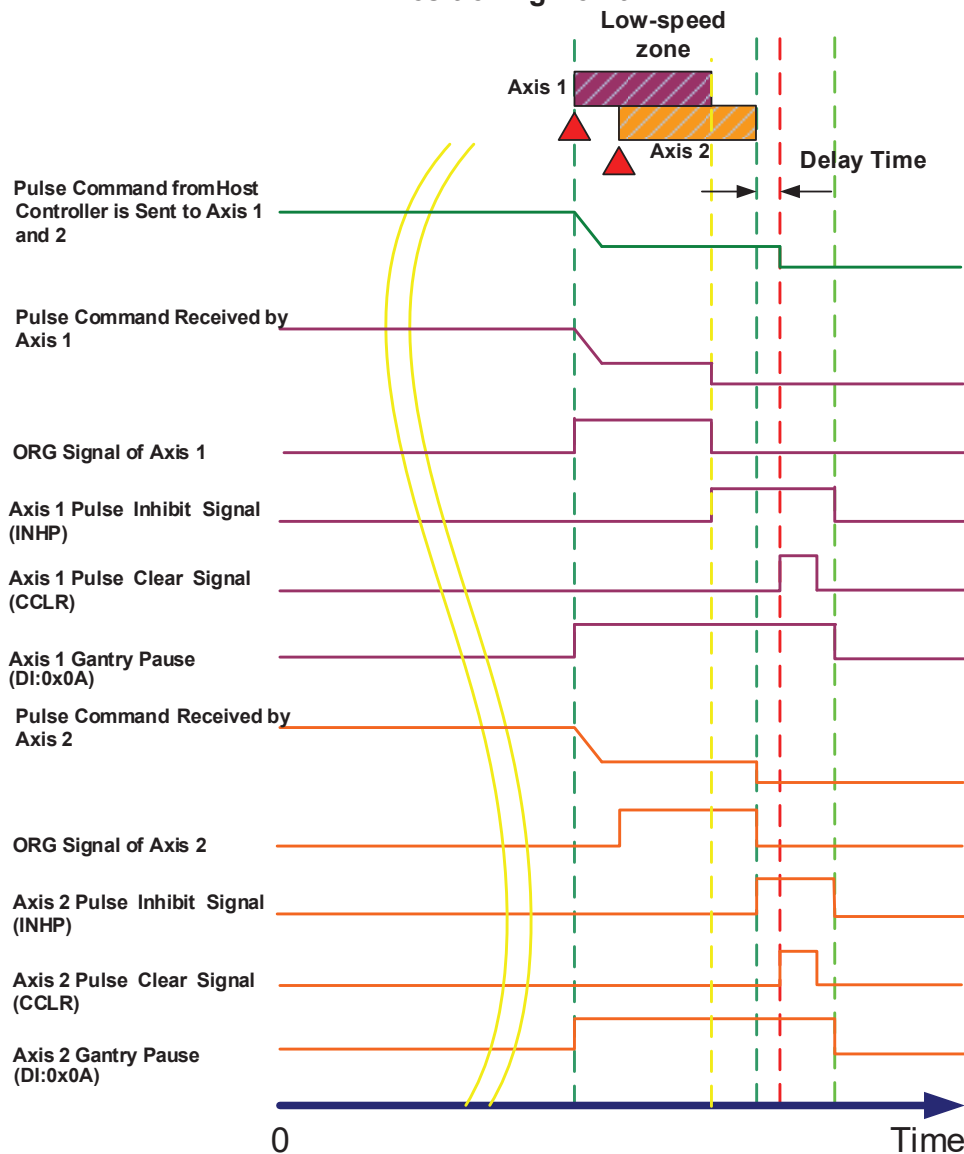 Low-speed
zone
Axis 1
Axis 2
Delay Time
Pulse Command fromHost
Controller is Sent to Axis 1
and 2
Pulse Command Received by
Axis 1
ORG Signal of Axis 1
Axis 1 Pulse Inhibit Signal
(INHP)
Axis 1 Pulse Clear Signal
(CCLR)
Axis 1 Gantry Pause
(DI:0x0A)
Pulse Command Received by
Axis 2
ORG Signal of Axis 2
Axis 2 Pulse Inhibit Signal
(INHP)
Axis 2 Pulse Clear Signal
(CCLR)
Axis 2 Gantry Pause
(DI:0x0A)
0
Time